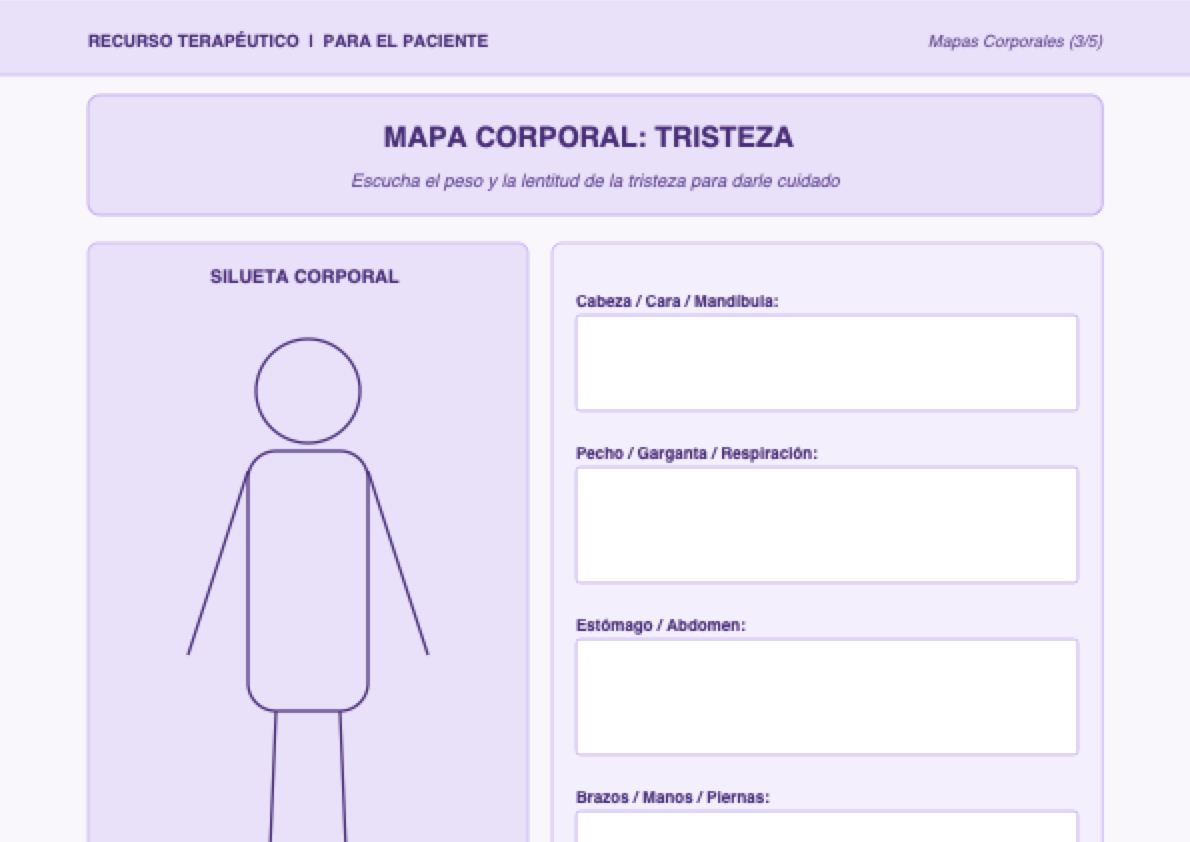 RECURSO TERAPÉUTICO | PARA EL PACIENTE
Mapas Corporales (3/5)
MAPA CORPORAL: TRISTEZA
Escucha el peso y la lentitud de la tristeza para darle cuidado
SILUETA CORPORAL
Cabeza / Cara / Mandíbula:
Pecho / Garganta / Respiración:
Estómago / Abdomen:
Brazos / Manos / Piernas: